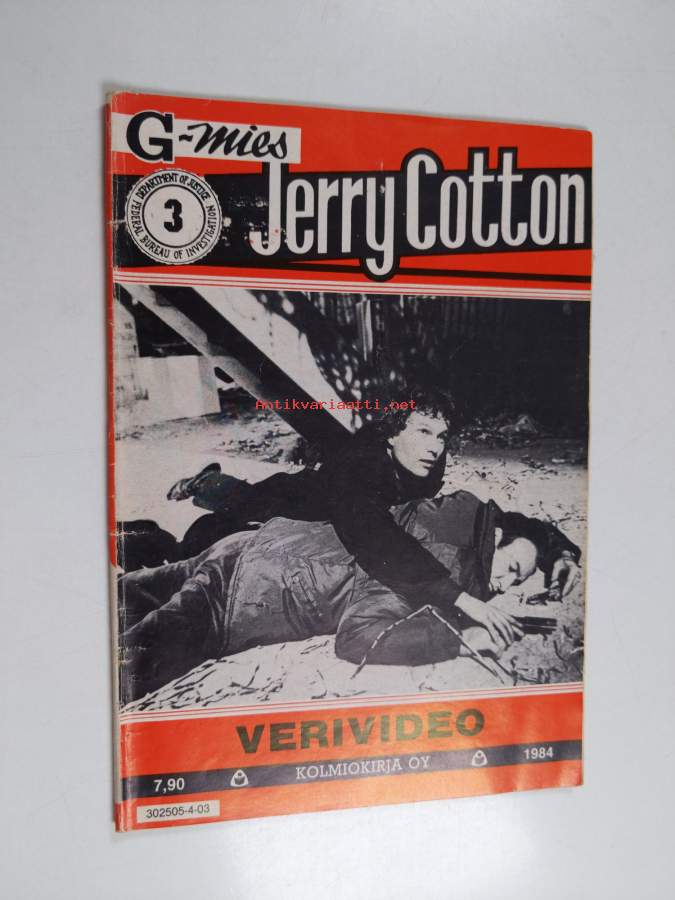 G-mies
Jerry Cotton
DEPARTMENT OF JUSTICE
3
FEDERAL BUREAU OF INVESTIGATION
Antikvariaatti.net
VERIVIDEO
7,90 KOLMIOKIRJA OY 1984
302505-4-03